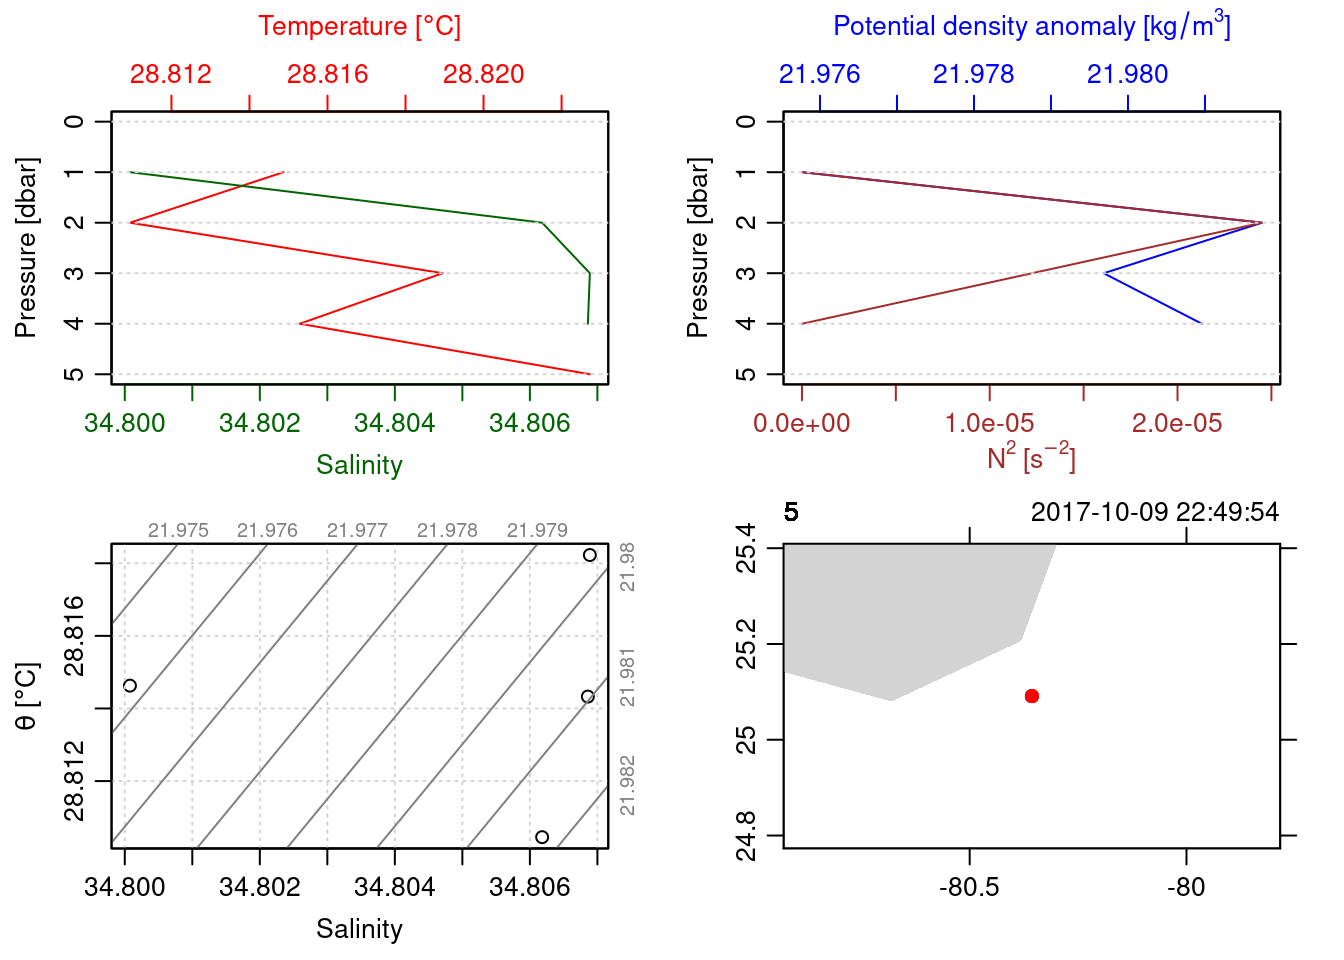 Temperature [°C]
28.812 28.816 28.820
Pressure [dbar]
0
1
2
3
4
5
34.800 34.802 34.804 34.806
Salinity
Potential density anomaly [kg/m³]
21.976 21.978 21.980
Pressure [dbar]
0
1
2
3
4
5
0.0e+00 1.0e-05 2.0e-05
N² [s⁻²]
21.975 21.976 21.977 21.978 21.979
21.98
21.981
21.982
θ [°C]
28.816
28.812
34.800 34.802 34.804 34.806
Salinity
5 2017-10-09 22:49:54
25.4
25.2
25
24.8
-80.5 -80